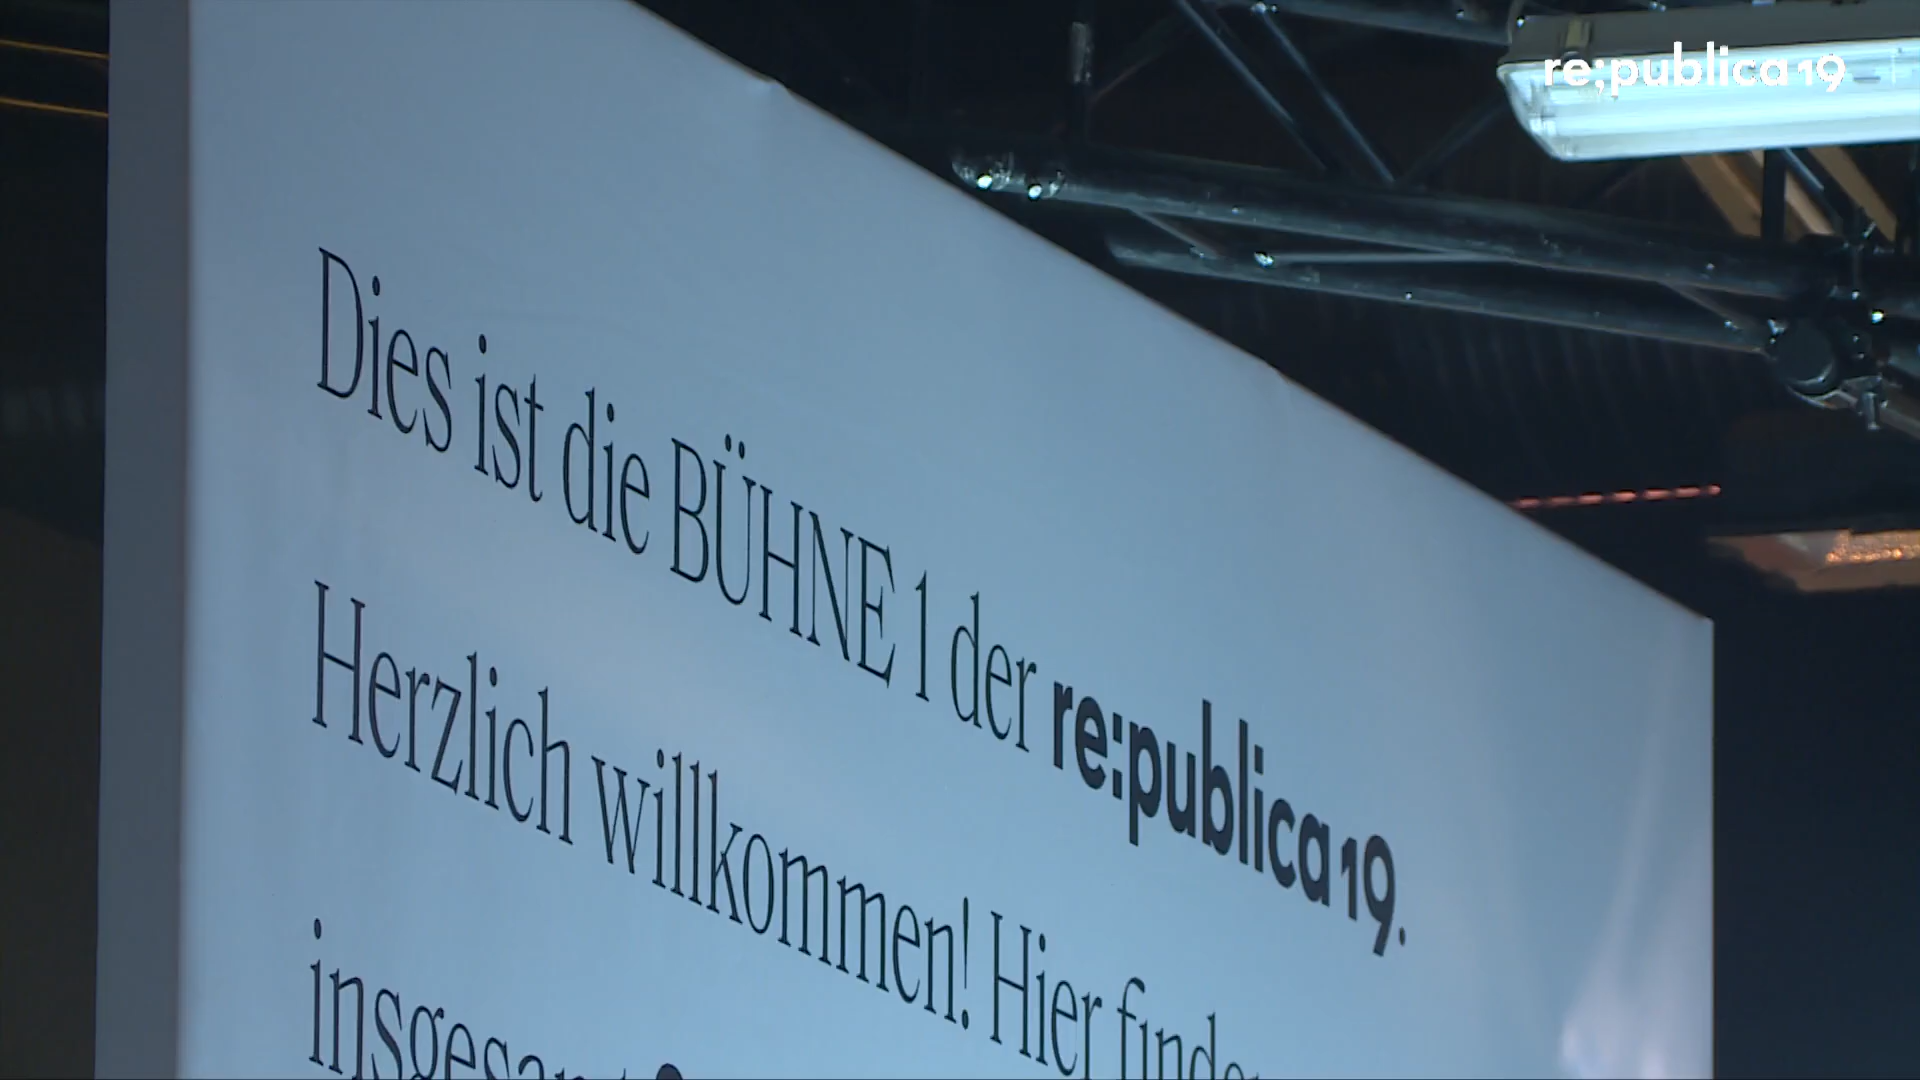 re;publica19
Dies ist die BÜHNE 1 der re:publica19.
Herzlich willkommen! Hier